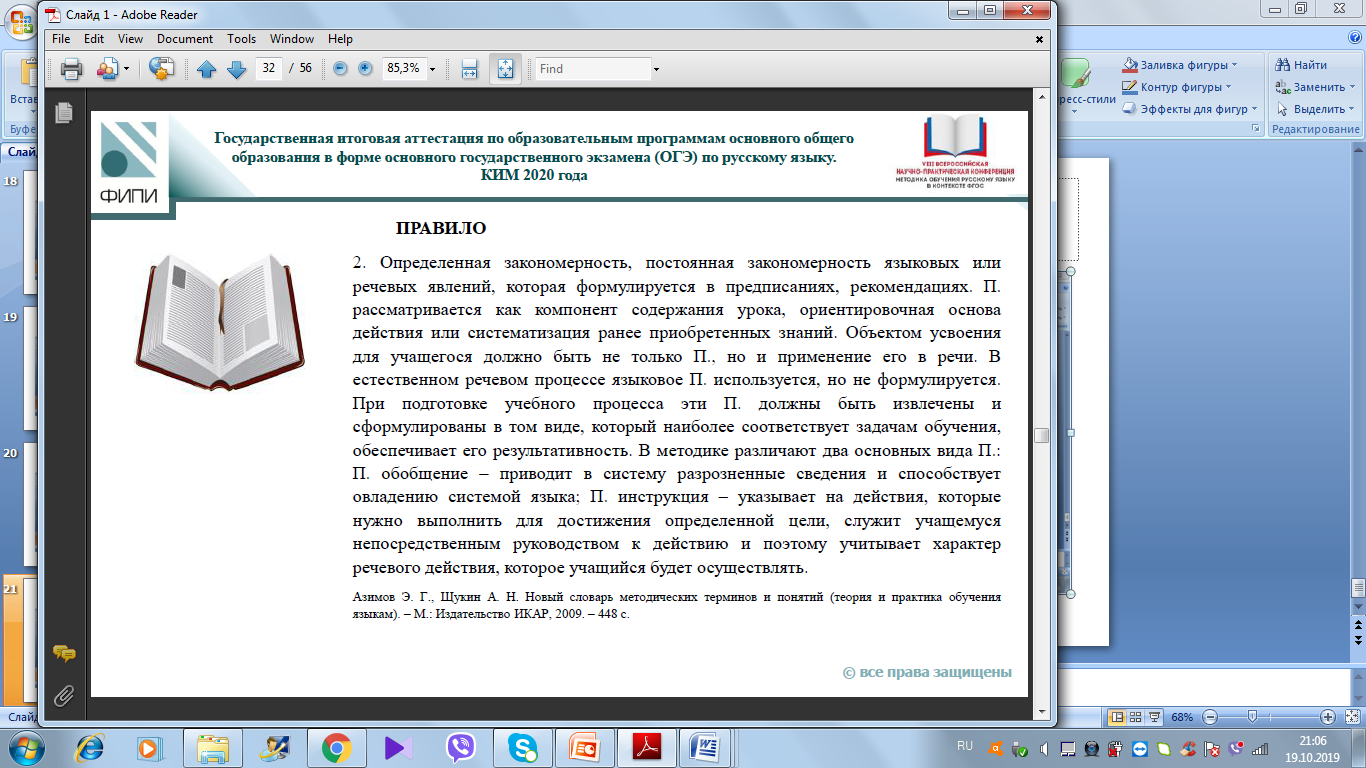 Слайд 1 - Adobe Reader
File Edit View Document Tools Window Help
32 / 56 85,3% Find
Заливка фигуры
Контур фигуры
Эффекты для фигур
Найти
Заменить
Выделить
Редактирование
18
19
20
21
ФИПИ
Государственная итоговая аттестация по образовательным программам основного общего
образования в форме основного государственного экзамена (ОГЭ) по русскому языку.
КИМ 2020 года
VIII ВСЕРОССИЙСКАЯ
НАУЧНО-ПРАКТИЧЕСКАЯ КОНФЕРЕНЦИЯ
МЕТОДИКА ОБУЧЕНИЯ РУССКОМУ ЯЗЫКУ
В КОНТЕКСТЕ ФГОС
ПРАВИЛО
2. Определенная закономерность, постоянная закономерность языковых или
речевых явлений, которая формулируется в предписаниях, рекомендациях. П.
рассматривается как компонент содержания урока, ориентировочная основа
действия или систематизация ранее приобретенных знаний. Объектом усвоения
для учащегося должно быть не только П., но и применение его в речи. В
естественном речевом процессе языковое П. используется, но не формулируется.
При подготовке учебного процесса эти П. должны быть извлечены и
сформулированы в том виде, который наиболее соответствует задачам обучения,
обеспечивает его результативность. В методике различают два основных вида П.:
П. обобщение – приводит в систему разрозненные сведения и способствует
овладению системой языка; П. инструкция – указывает на действия, которые
нужно выполнить для достижения определенной цели, служит учащемуся
непосредственным руководством к действию и поэтому учитывает характер
речевого действия, которое учащийся будет осуществлять.
Азимов Э. Г., Щукин А. Н. Новый словарь методических терминов и понятий (теория и практика обучения
языкам). – М.: Издательство ИКАР, 2009. – 448 с.
© все права защищены
68%
RU
21:06
19.10.2019